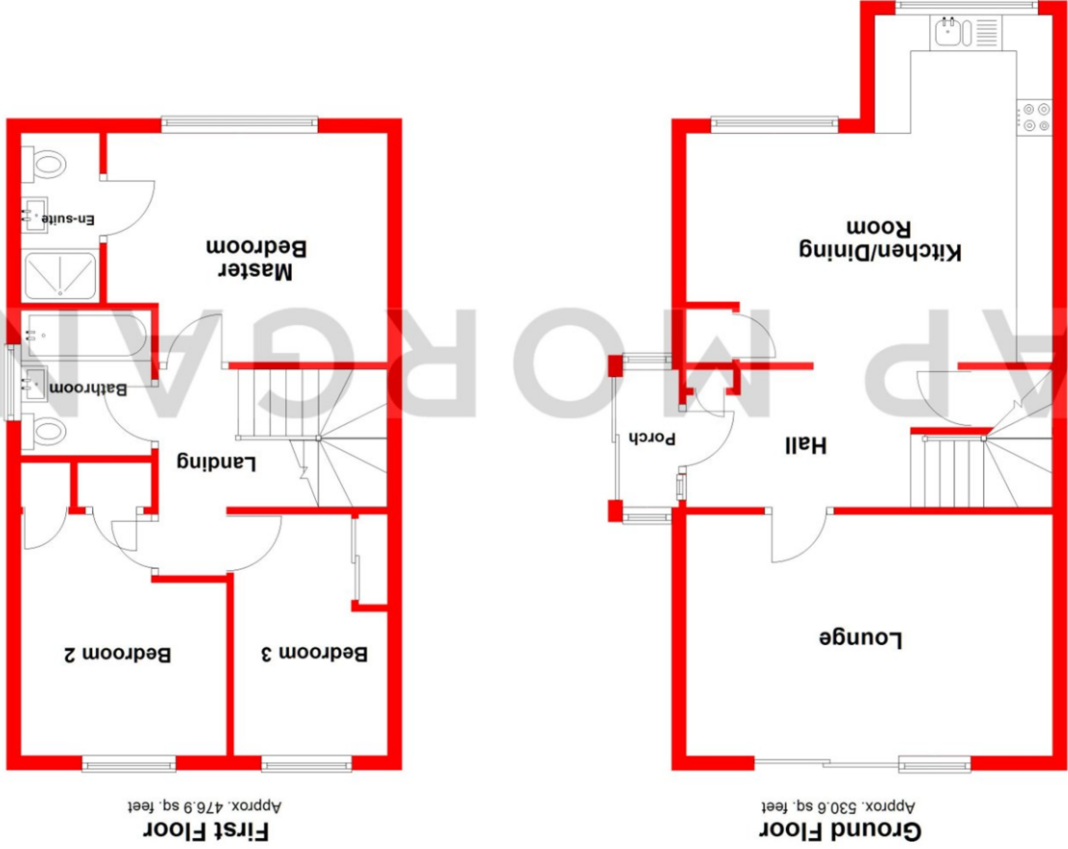 Ground Floor
Approx. 530.6 sq. feet
Lounge
Hall
Porch
Kitchen/Dining
Room
First Floor
Approx. 476.9 sq. feet
Bedroom 3
Bedroom 2
Landing
Bathroom
Master
Bedroom
En-suite
AP MORGAN